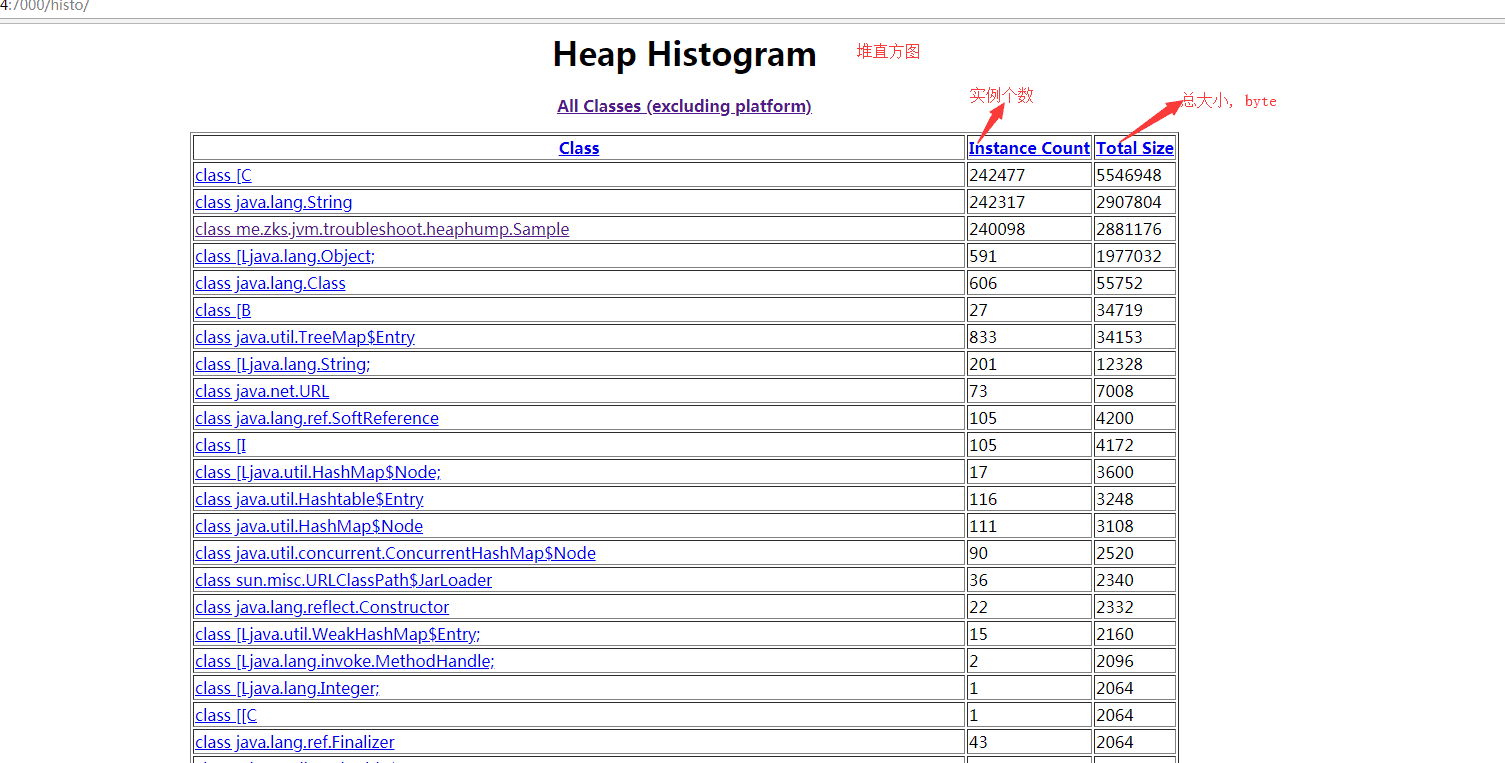 4:7000/histo/
Heap Histogram 堆直方图
实例个数
总大小，byte
All Classes (excluding platform)
Class Instance Count Total Size
class [C 242477 5546948
class java.lang.String 242317 2907804
class me.zks.jvm.troubleshoot.heaphump.Sample 240098 2881176
class [Ljava.lang.Object; 591 1977032
class java.lang.Class 606 55752
class [B 27 34719
class java.util.TreeMap$Entry 833 34153
class [Ljava.lang.String; 201 12328
class java.net.URL 73 7008
class java.lang.ref.SoftReference 105 4200
class [I 105 4172
class [Ljava.util.HashMap$Node; 17 3600
class java.util.Hashtable$Entry 116 3248
class java.util.HashMap$Node 111 3108
class java.util.concurrent.ConcurrentHashMap$Node 90 2520
class sun.misc.URLClassPath$JarLoader 36 2340
class java.lang.reflect.Constructor 22 2332
class [Ljava.util.WeakHashMap$Entry; 15 2160
class [Ljava.lang.invoke.MethodHandle; 2 2096
class [Ljava.lang.Integer; 1 2064
class [[C 1 2064
class java.lang.ref.Finalizer 43 2064